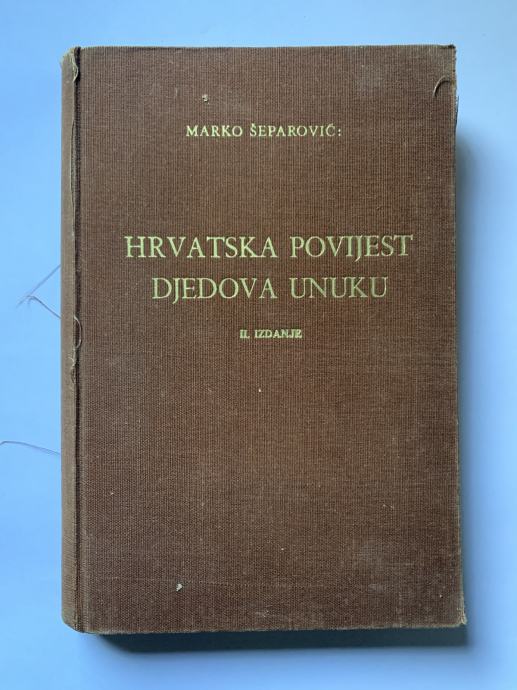 MARKO ŠEPAROVIĆ:
HRVATSKA POVIJEST
DJEDOVA UNUKU
II. IZDANJE